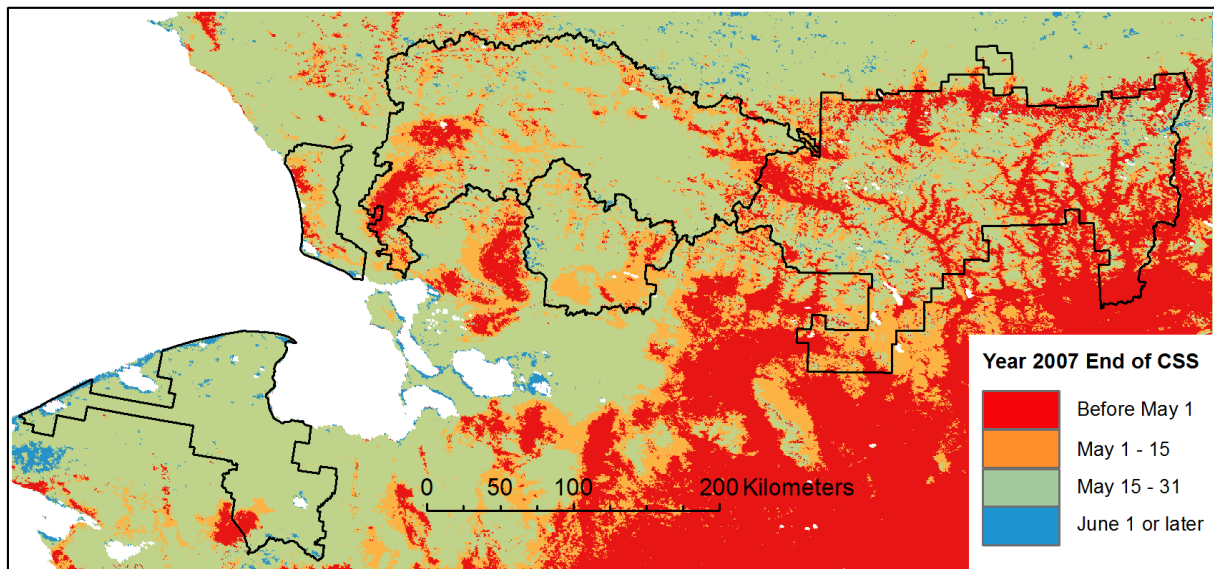 Year 2007 End of CSS
Before May 1
May 1 - 15
May 15 - 31
June 1 or later
0 50 100 200 Kilometers